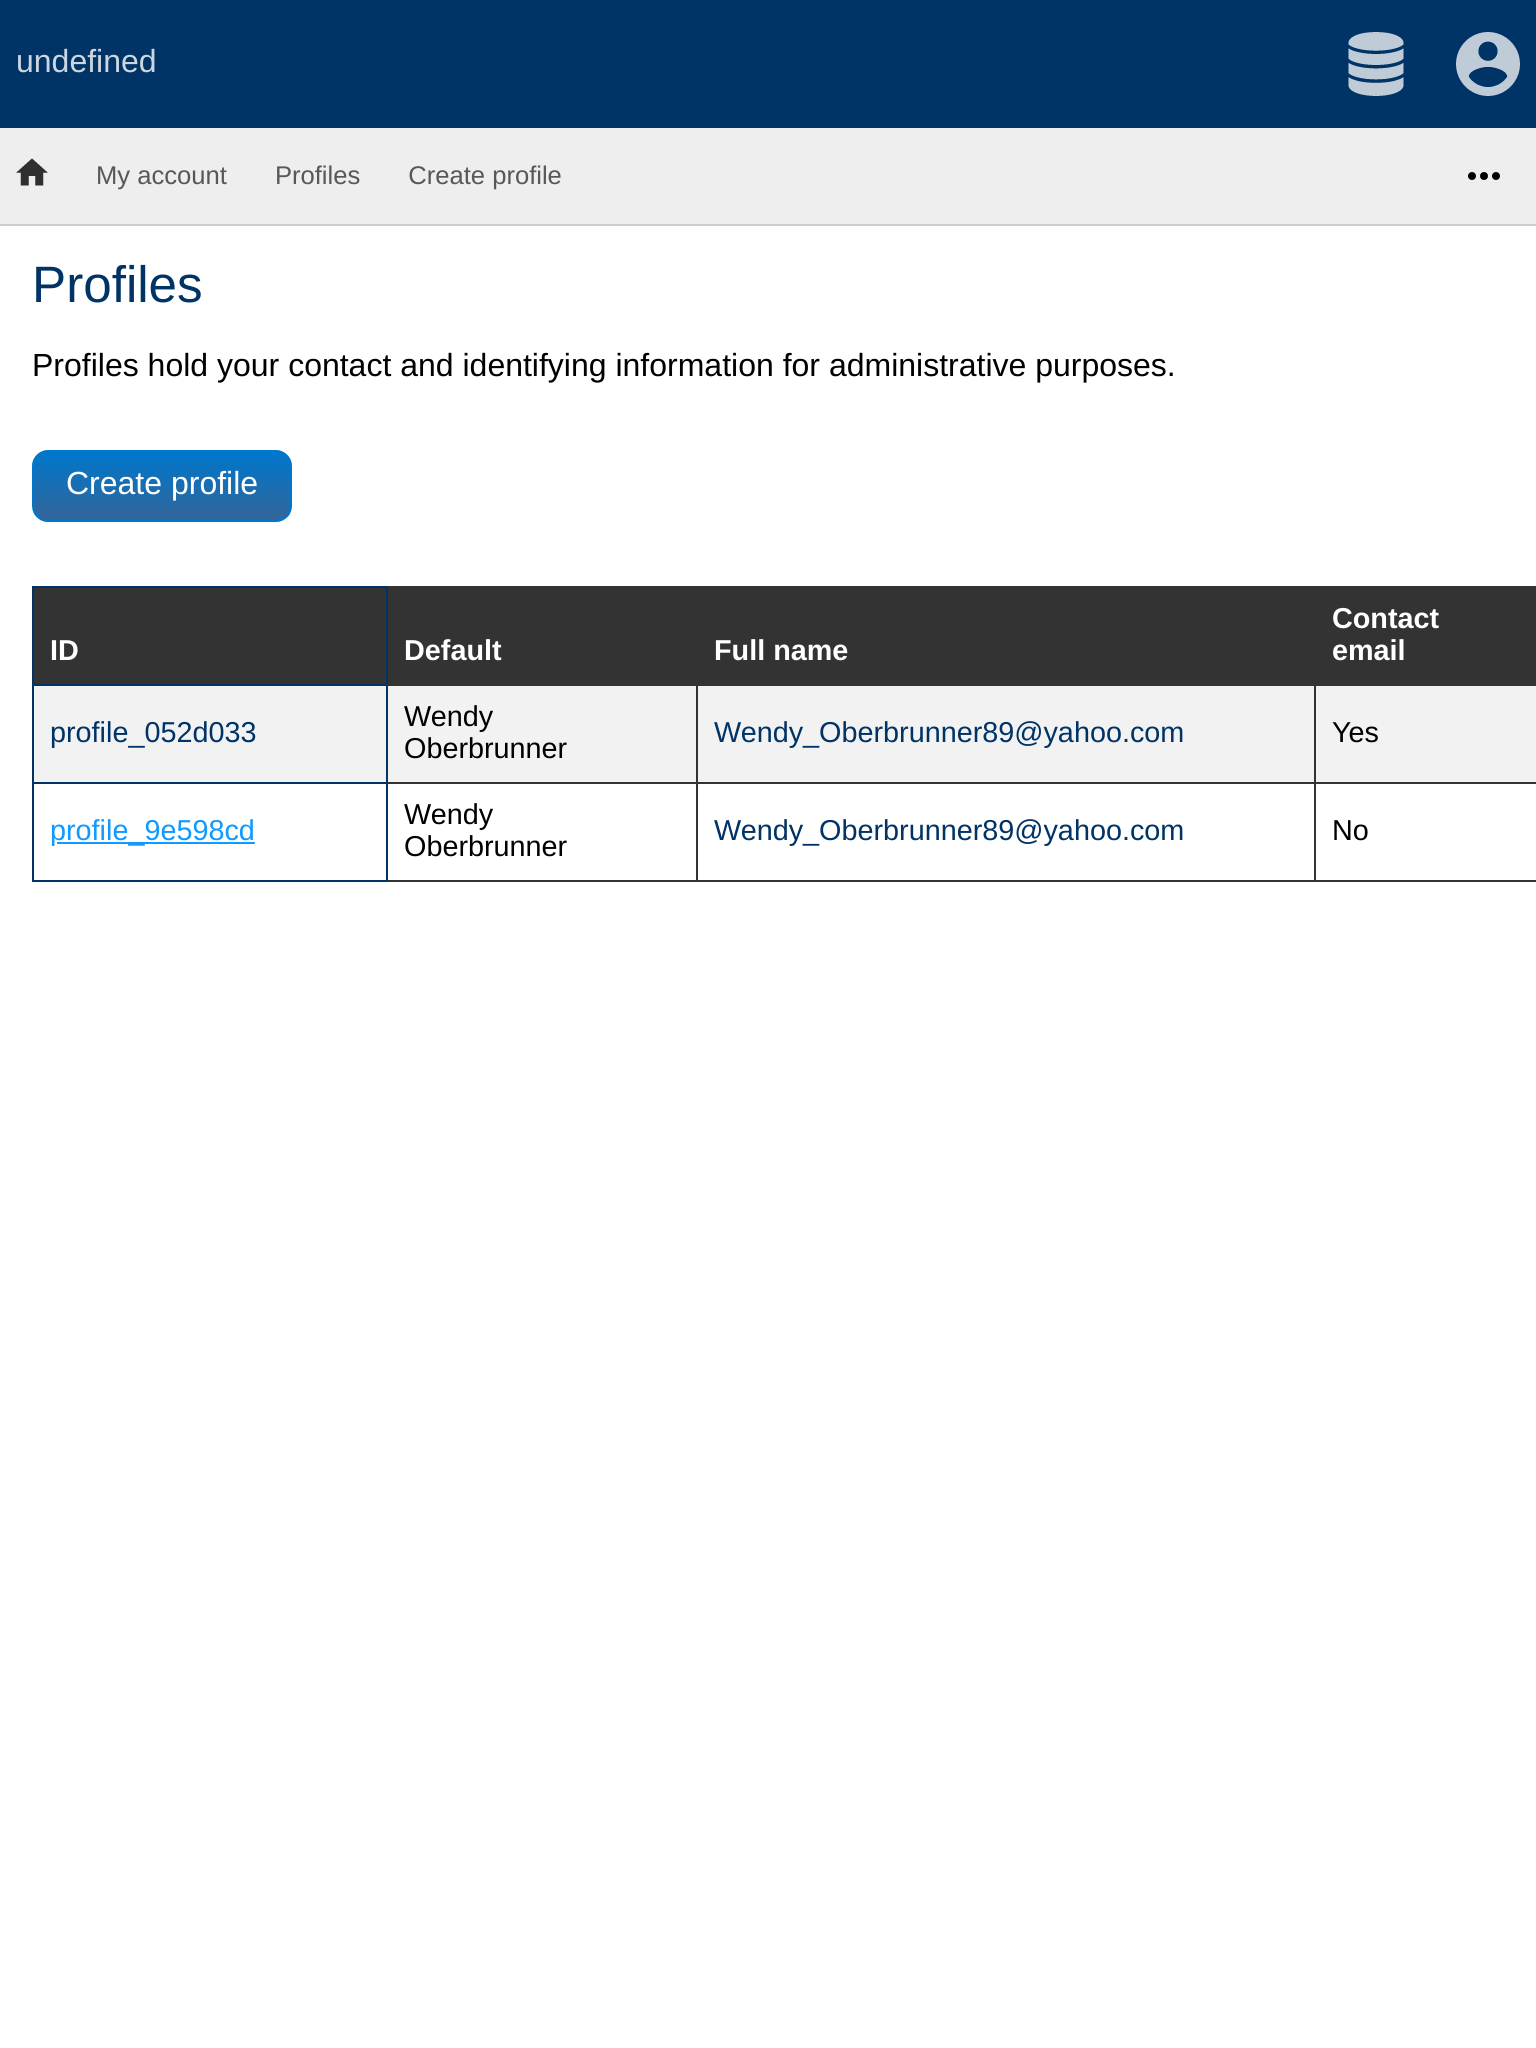 undefined
My account Profiles Create profile
Profiles
Profiles hold your contact and identifying information for administrative purposes.
Create profile
ID Default Full name Contact email
profile_052d033 Wendy Oberbrunner Wendy_Oberbrunner89@yahoo.com Yes
profile_9e598cd Wendy Oberbrunner Wendy_Oberbrunner89@yahoo.com No